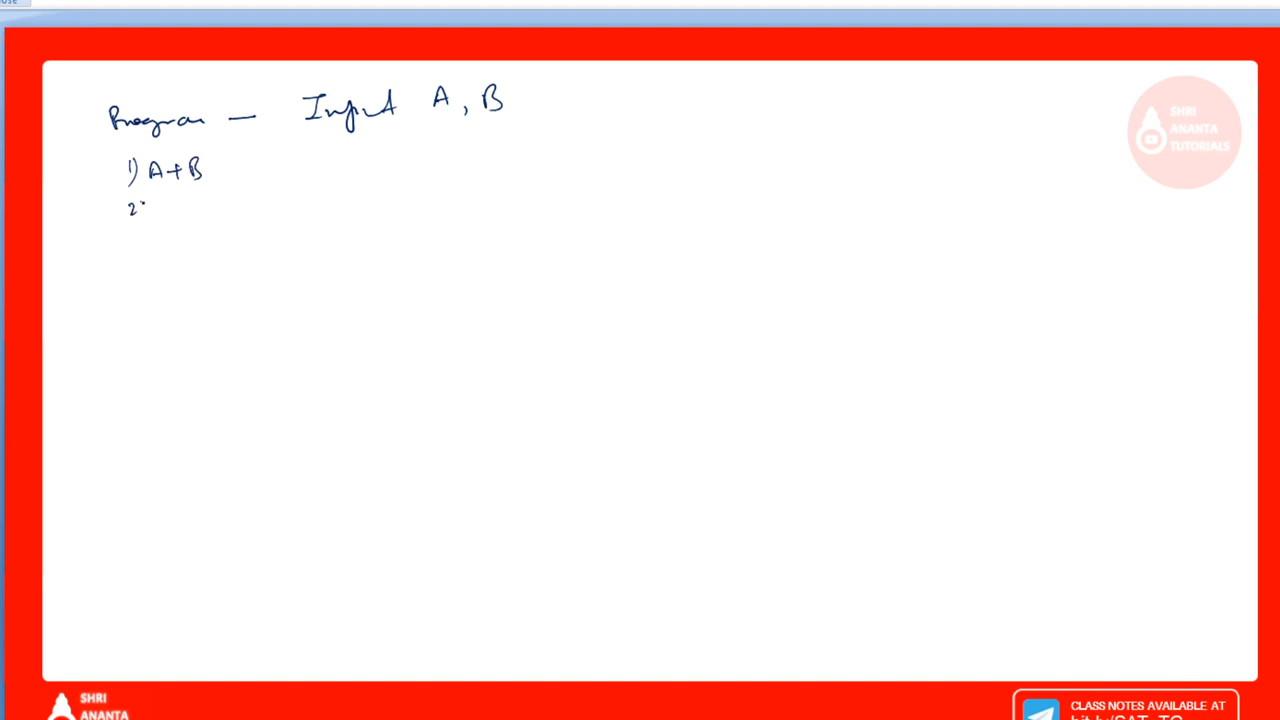 Program — Input A, B
1) A+B
2
SHRI
ANANTA
TUTORIALS
SHRI
ANANTA
CLASS NOTES AVAILABLE AT